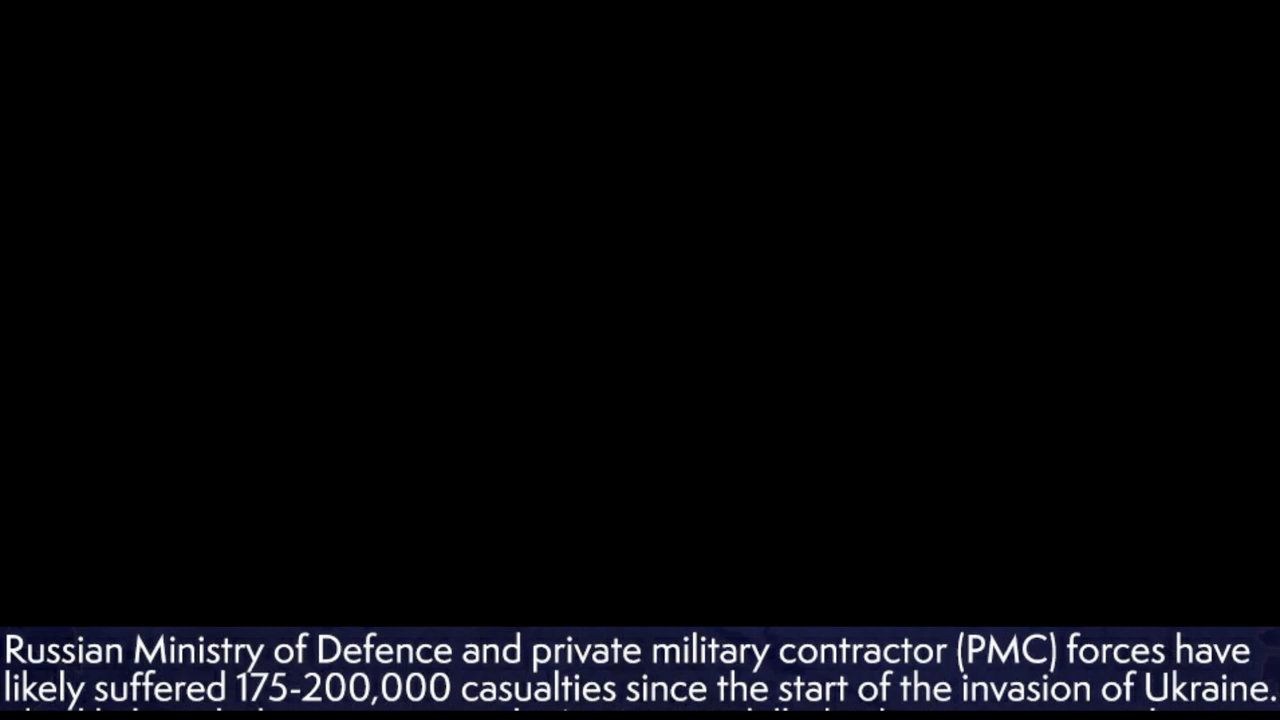 Russian Ministry of Defence and private military contractor (PMC) forces have
likely suffered 175-200,000 casualties since the start of the invasion of Ukraine.